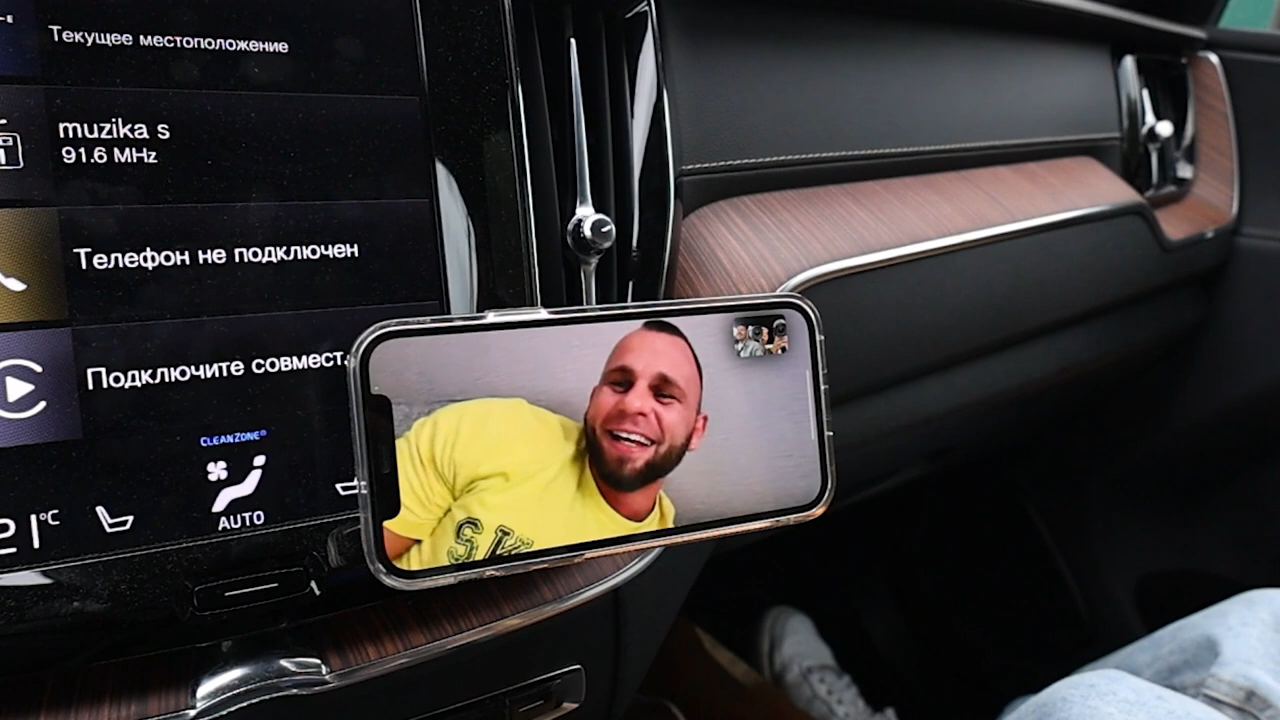 Текущее местоположение
muzika s
91.6 MHz
Телефон не подключен
Подключите совмест.
CLEANZONE®
21°C
AUTO